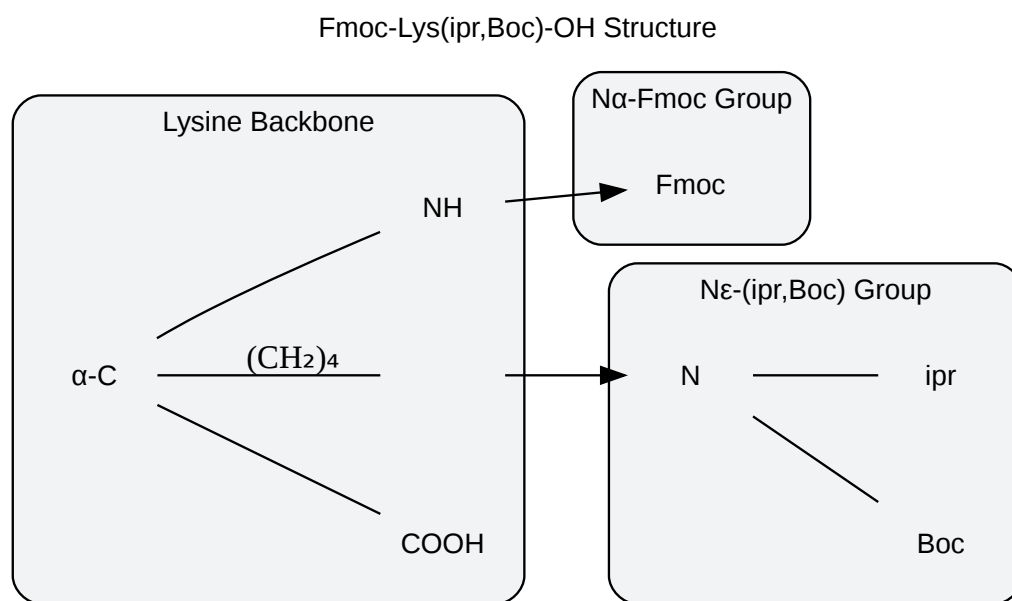 Fmoc-Lys(ipr,Boc)-OH Structure
Lysine Backbone
Nα-Fmoc Group
NH
Fmoc
Nε-(ipr,Boc) Group
(CH₂)₄
α-C
N
ipr
COOH
Boc